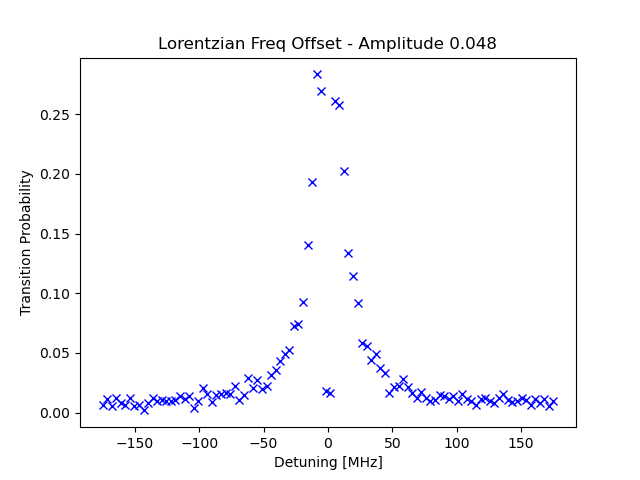 Lorentzian Freq Offset - Amplitude 0.048
Transition Probability
0.25
0.20
0.15
0.10
0.05
0.00
−150 −100 −50 0 50 100 150
Detuning [MHz]